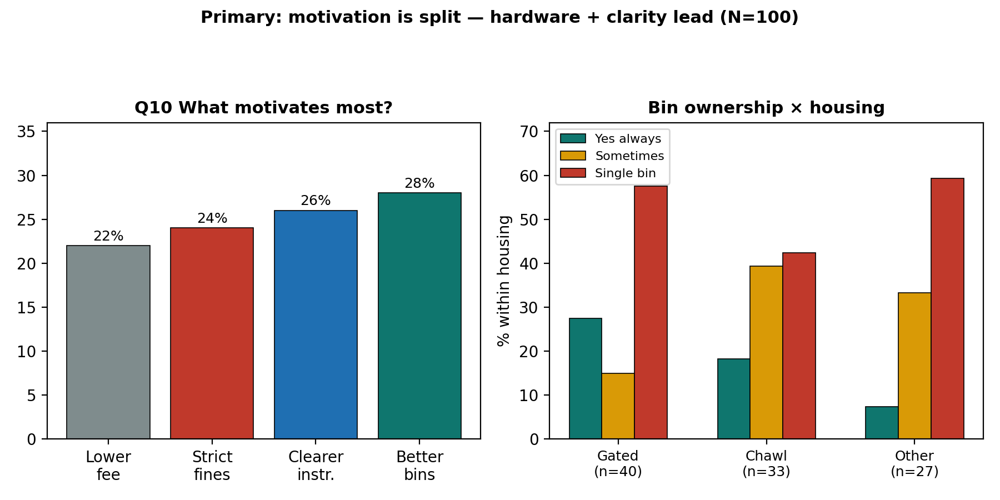 Primary: motivation is split — hardware + clarity lead (N=100)
Q10 What motivates most?
35
30
25
20
15
10
5
0
22%
24%
26%
28%
Lower
fee
Strict
fines
Clearer
instr.
Better
bins
Bin ownership × housing
% within housing
70
60
50
40
30
20
10
0
Yes always
Sometimes
Single bin
Gated
(n=40)
Chawl
(n=33)
Other
(n=27)